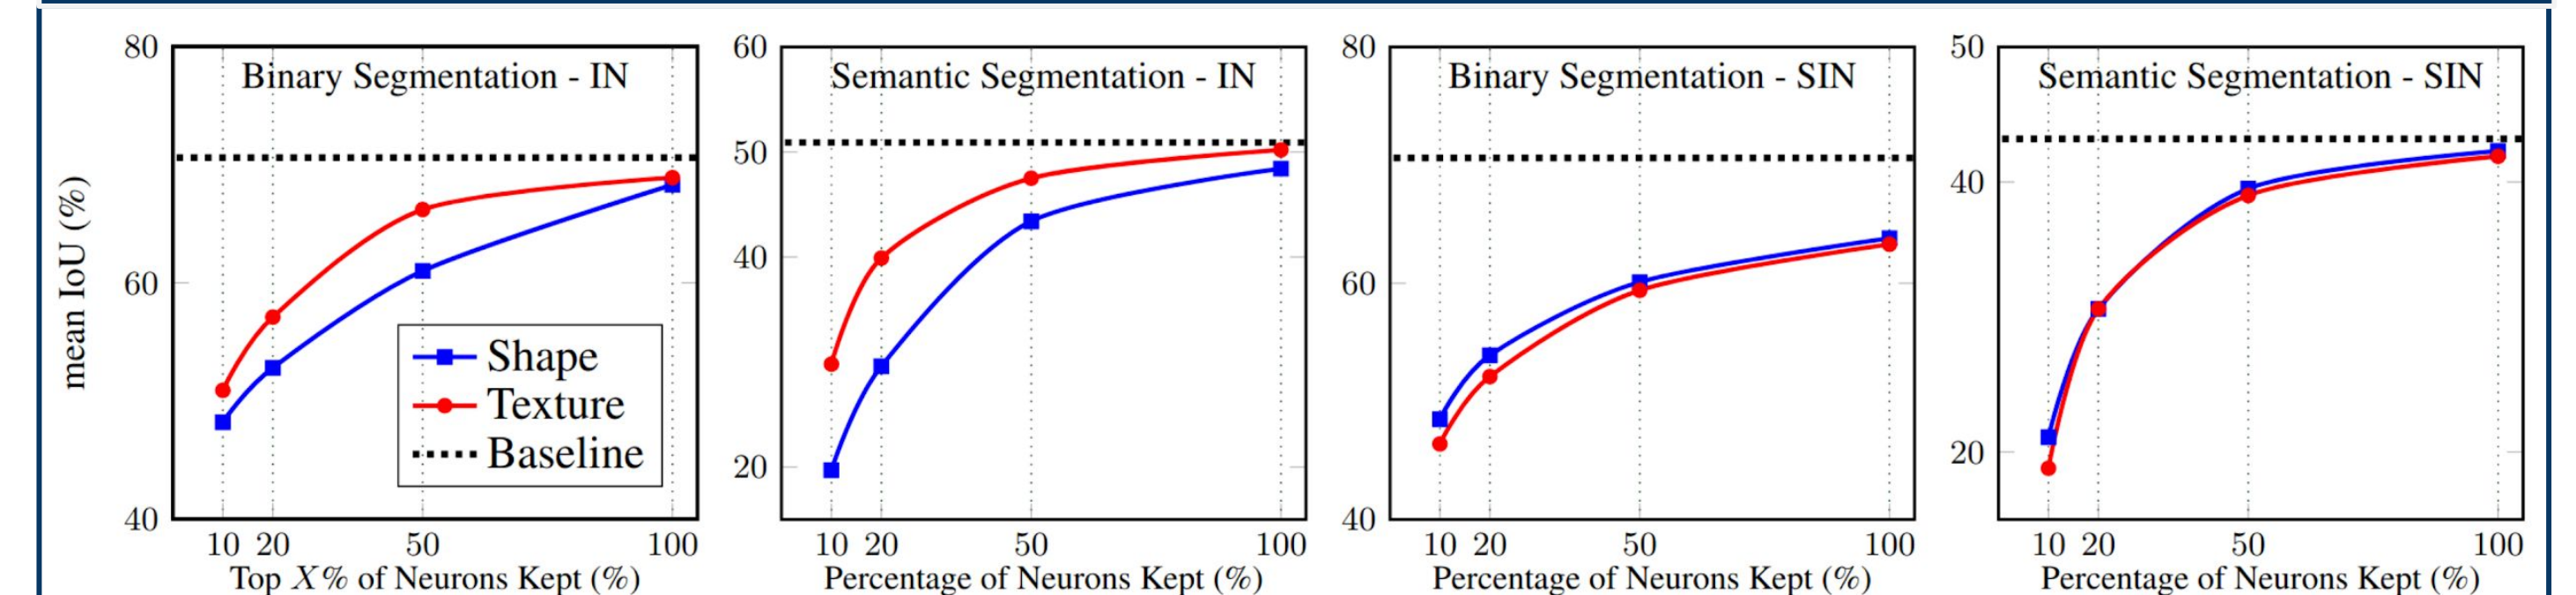 mean IoU (%)
80
60
40
Binary Segmentation - IN
Shape
Texture
Baseline
10 20 50 100
Top X% of Neurons Kept (%)
60
50
40
20
Semantic Segmentation - IN
10 20 50 100
Percentage of Neurons Kept (%)
80
60
40
Binary Segmentation - SIN
10 20 50 100
Percentage of Neurons Kept (%)
50
40
20
Semantic Segmentation - SIN
10 20 50 100
Percentage of Neurons Kept (%)